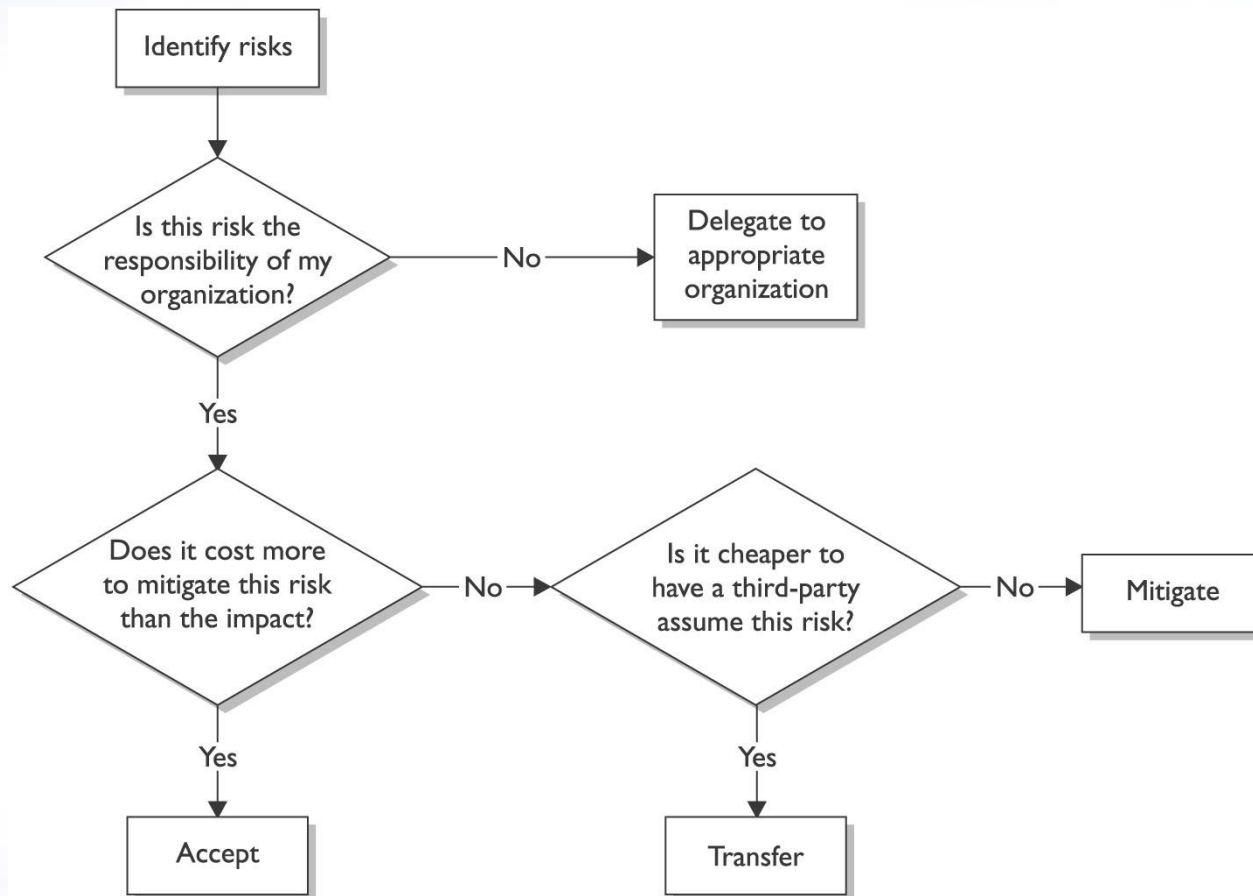 Identify risks
Is this risk the
responsibility of my
organization?
No
Delegate to
appropriate
organization
Yes
Does it cost more
to mitigate this risk
than the impact?
No
Is it cheaper to
have a third-party
assume this risk?
No
Mitigate
Yes
Yes
Accept
Transfer